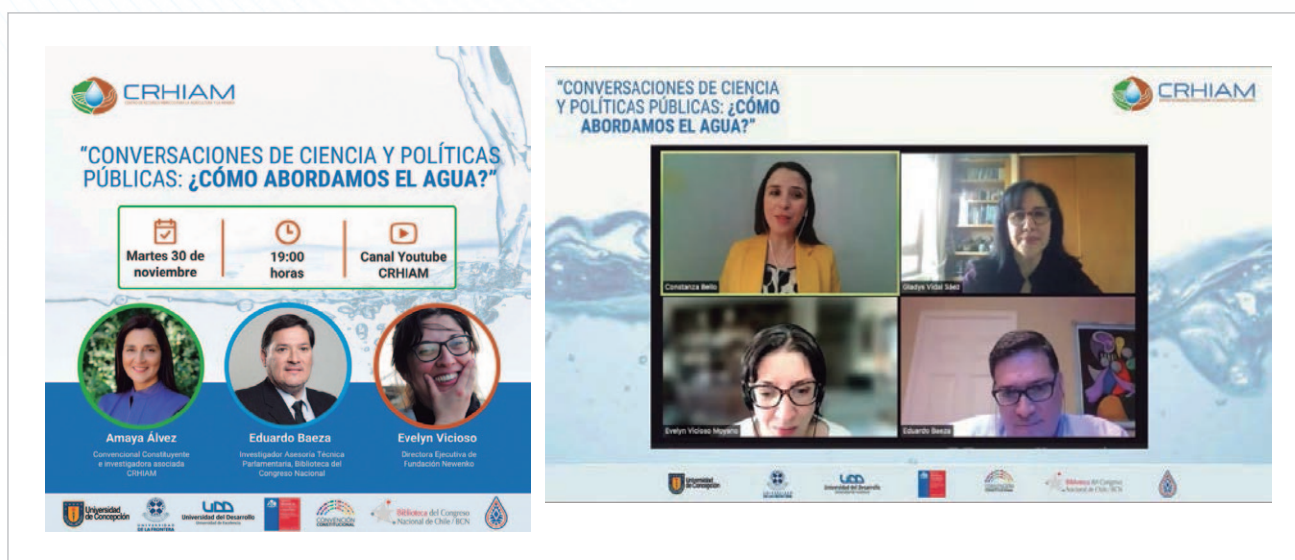 CRHIAM
"CONVERSACIONES DE CIENCIA Y POLÍTICAS
PÚBLICAS: ¿CÓMO ABORDAMOS EL AGUA?"
Martes 30 de
noviembre
19:00
horas
Canal Youtube
CRHIAM
Amaya Álvez
Convencional Constituyente
e investigadora asociada
CRHIAM
Eduardo Baeza
Investigador Asesoría Técnica
Parlamentaria, Biblioteca del
Congreso Nacional
Evelyn Vicioso
Directora Ejecutiva de
Fundación Newenko
Universidad
de Concepción
UNIVERSIDAD
DE LA FRONTERA
UDD
Universidad del Desarrollo
CONVENCIÓN
CONSTITUCIONAL
Biblioteca del Congreso
Nacional de Chile / BCN
"CONVERSACIONES DE CIENCIA
Y POLÍTICAS PÚBLICAS: ¿CÓMO
ABORDAMOS EL AGUA?"
CRHIAM
Constanza Bello
Gladys Vidal Sáez
Evelyn Vicioso Moyano
Eduardo Baeza
Universidad
de Concepción
UDD
Universidad del Desarrollo
Biblioteca del Congreso
Nacional de Chile / BCN